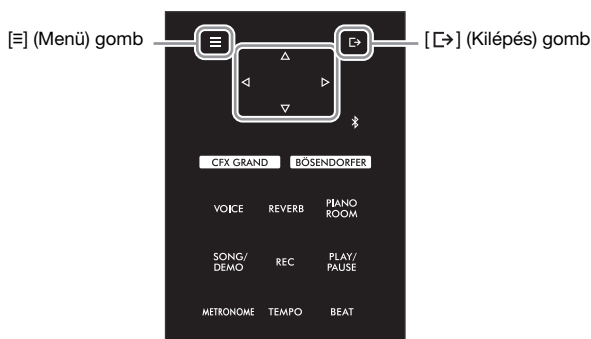 [≡] (Menü) gomb
[ ] (Kilépés) gomb
CFX GRAND BÖSENDORFER
VOICE REVERB PIANO ROOM
SONG/ DEMO REC PLAY/ PAUSE
METRONOME TEMPO BEAT